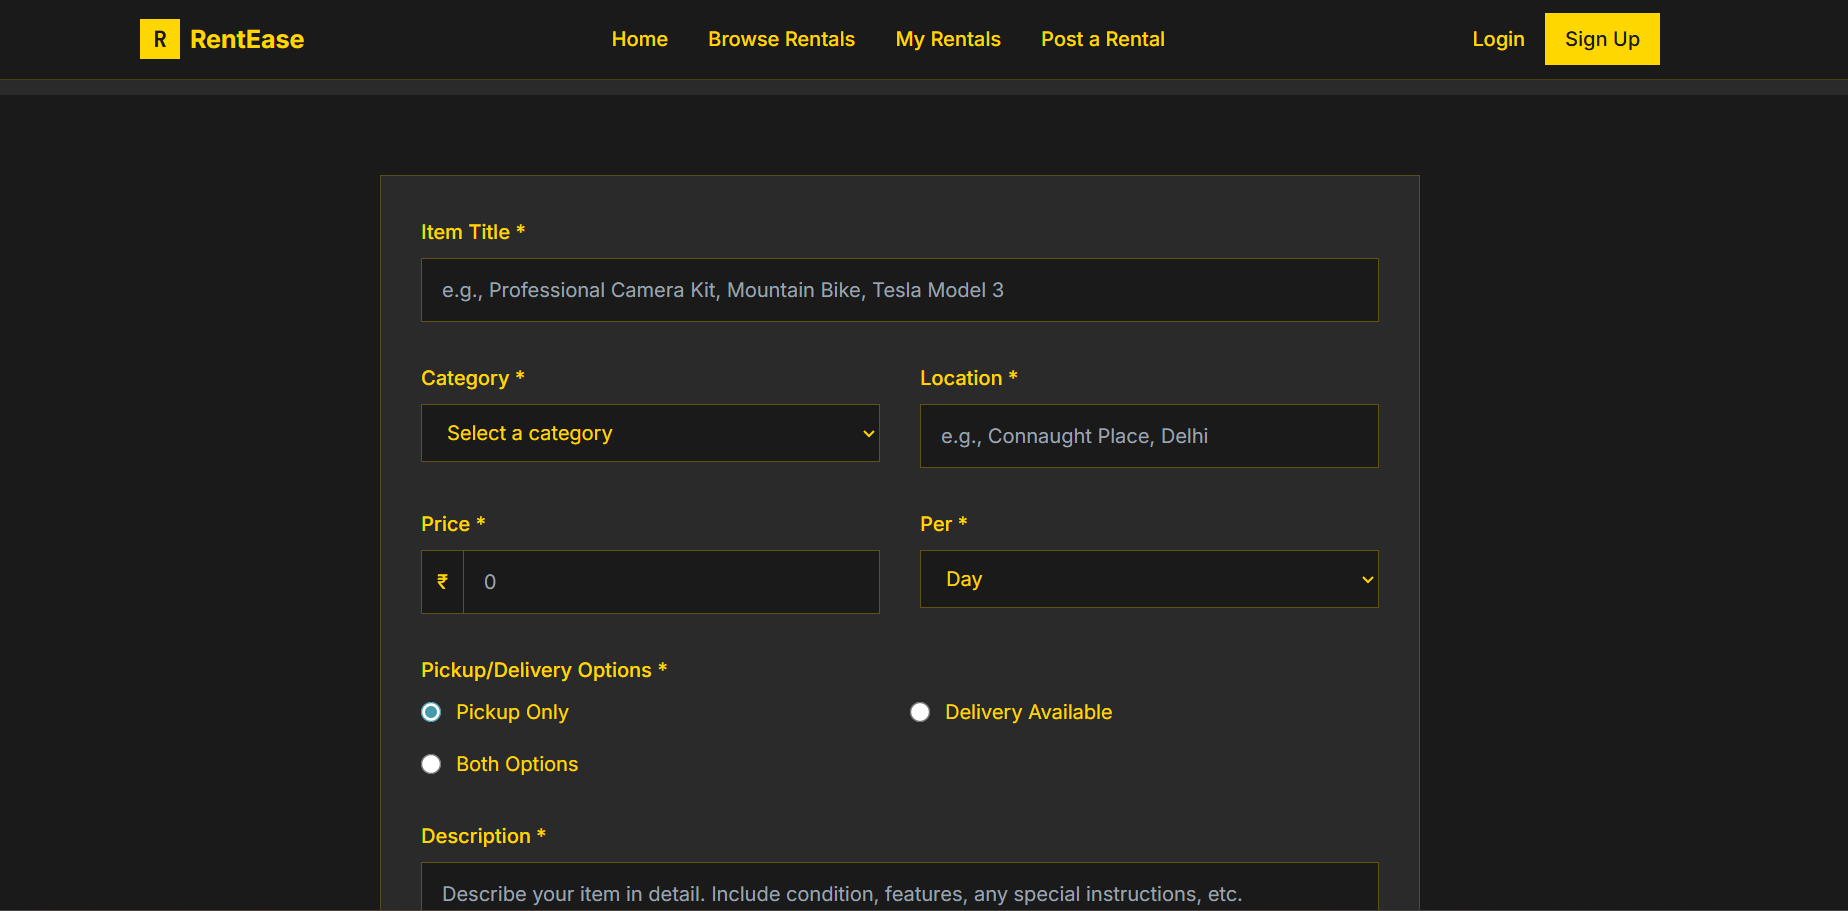 R RentEase Home Browse Rentals My Rentals Post a Rental Login Sign Up
Item Title *
e.g., Professional Camera Kit, Mountain Bike, Tesla Model 3
Category * Location *
Select a category e.g., Connaught Place, Delhi
Price * Per *
₹ 0 Day
Pickup/Delivery Options *
Pickup Only Delivery Available
Both Options
Description *
Describe your item in detail. Include condition, features, any special instructions, etc.